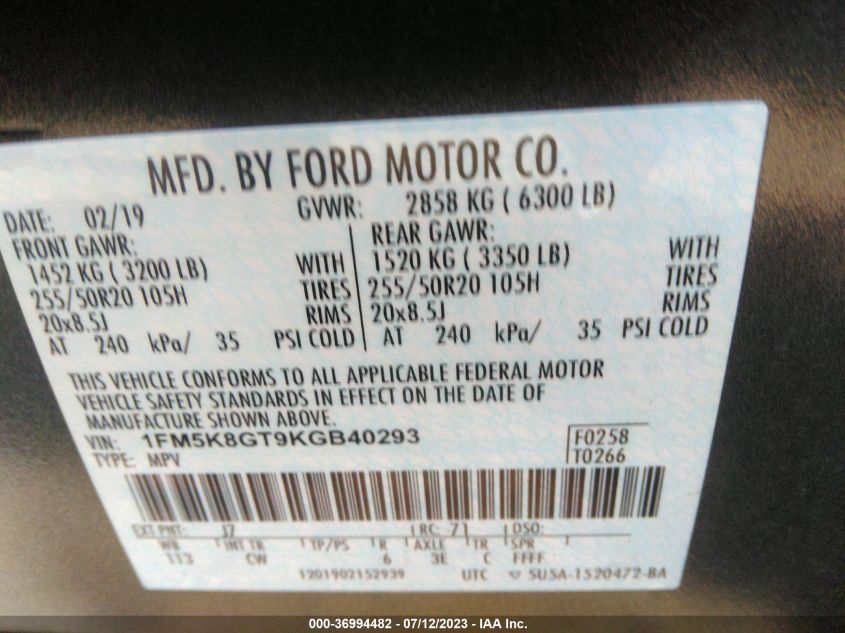 MFD. BY FORD MOTOR CO.
DATE: 02/19 GVWR: 2858 KG ( 6300 LB)
FRONT GAWR: REAR GAWR:
1452 KG ( 3200 LB) WITH 1520 KG ( 3350 LB) WITH
255/50R20 105H TIRES 255/50R20 105H TIRES
20x8.5J RIMS 20x8.5J RIMS
AT 240 kPa/ 35 PSI COLD AT 240 kPa/ 35 PSI COLD
THIS VEHICLE CONFORMS TO ALL APPLICABLE FEDERAL MOTOR
VEHICLE SAFETY STANDARDS IN EFFECT ON THE DATE OF
MANUFACTURE SHOWN ABOVE.
VIN: 1FM5K8GT9KGB40293 F0258
TYPE: MPV T0266
EXT PNT: J7 RC: 71 DSO:
WB INT TR TP/PS R AXLE TR SPR
113 CW 6 3E C FFFF
1201902152939 UTC 5U5A-1520472-BA
000-36994482 - 07/12/2023 - IAA Inc.